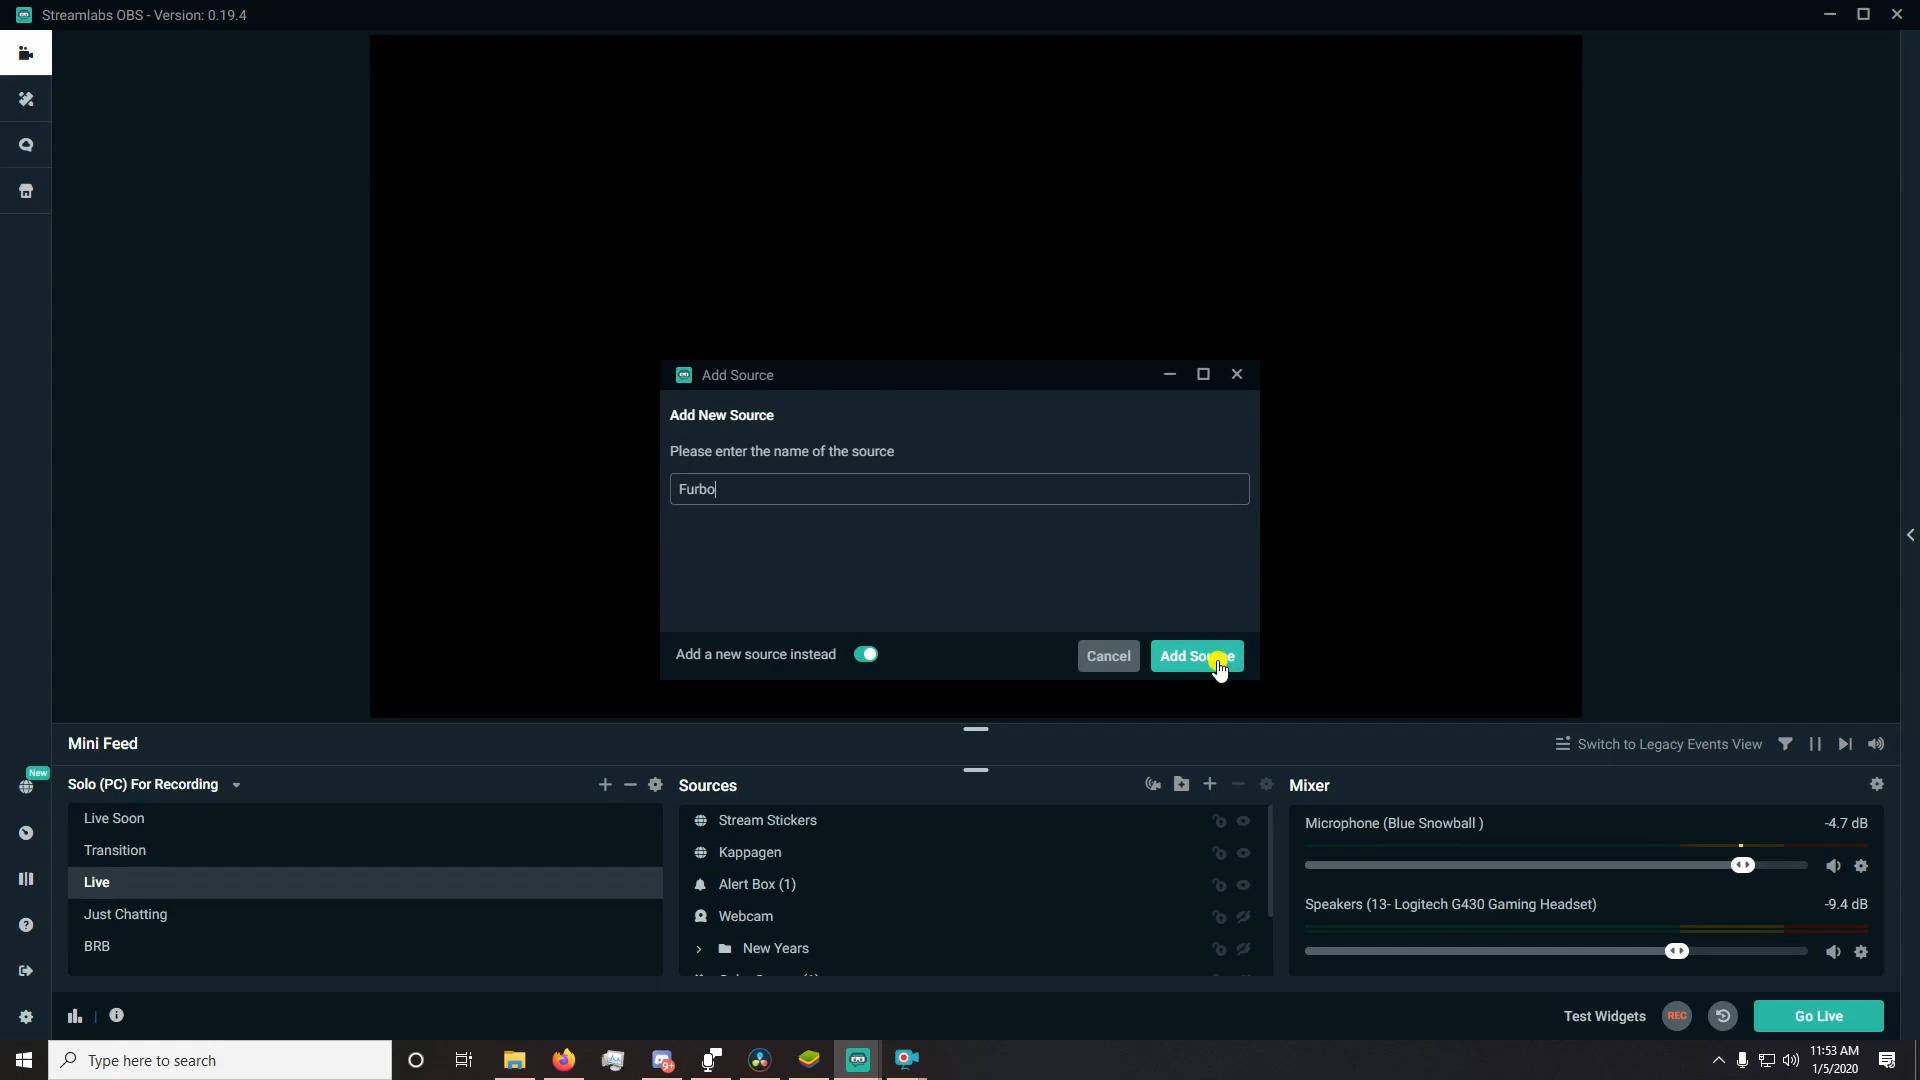 Streamlabs OBS - Version: 0.19.4
Add Source
Add New Source
Please enter the name of the source
Furbo
Add a new source instead
Cancel
Mini Feed
Switch to Legacy Events View
New
Solo (PC) For Recording
Live Soon
Transition
Live
Just Chatting
BRB
Sources
Stream Stickers
Kappagen
Alert Box (1)
Webcam
New Years
Mixer
Microphone (Blue Snowball )
-4.7 dB
Speakers (13- Logitech G430 Gaming Headset)
-9.4 dB
Test Widgets
REC
Go Live
Type here to search
9+
11:53 AM
1/5/2020